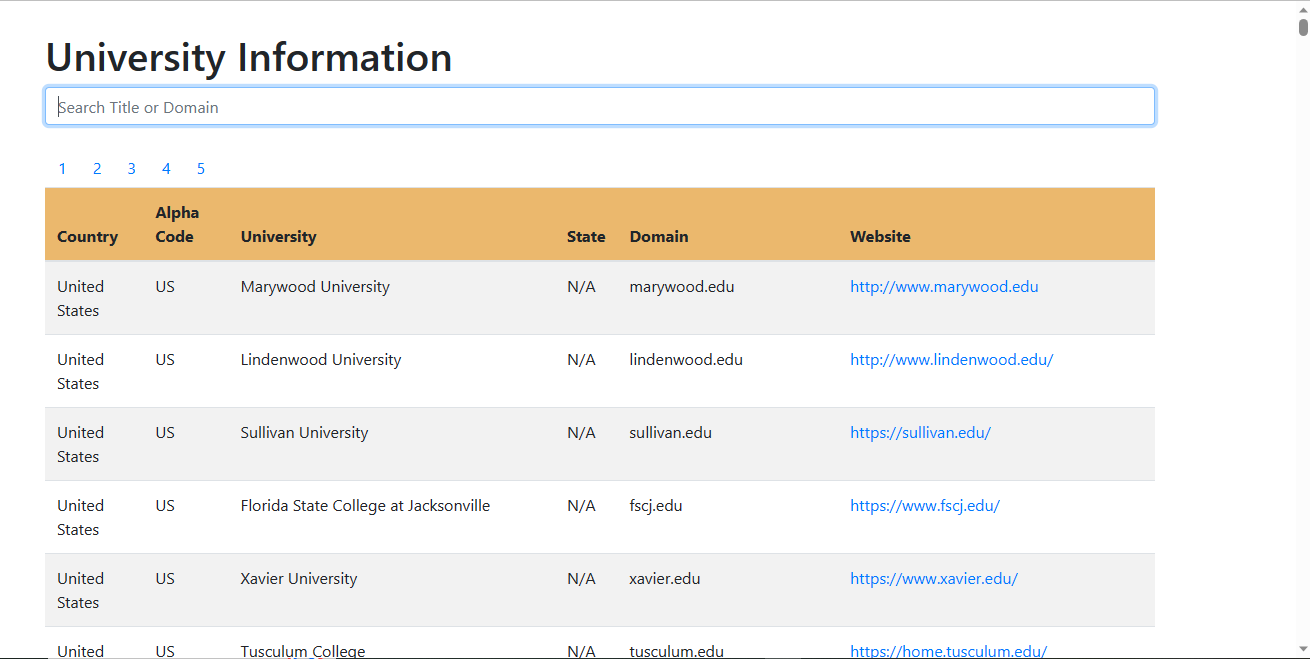 University Information
Search Title or Domain
1 2 3 4 5
Country Alpha Code University State Domain Website
United States US Marywood University N/A marywood.edu http://www.marywood.edu
United States US Lindenwood University N/A lindenwood.edu http://www.lindenwood.edu/
United States US Sullivan University N/A sullivan.edu https://sullivan.edu/
United States US Florida State College at Jacksonville N/A fscj.edu https://www.fscj.edu/
United States US Xavier University N/A xavier.edu https://www.xavier.edu/
United US Tusculum College N/A tusculum.edu https://home.tusculum.edu/